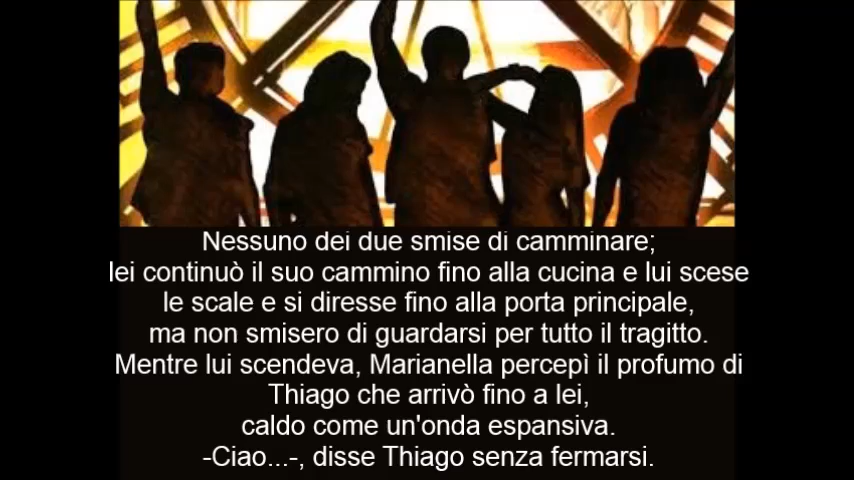 Nessuno dei due smise di camminare;
lei continuò il suo cammino fino alla cucina e lui scese
le scale e si diresse fino alla porta principale,
ma non smisero di guardarsi per tutto il tragitto.
Mentre lui scendeva, Marianella percepì il profumo di
Thiago che arrivò fino a lei,
caldo come un'onda espansiva.
-Ciao...-, disse Thiago senza fermarsi.